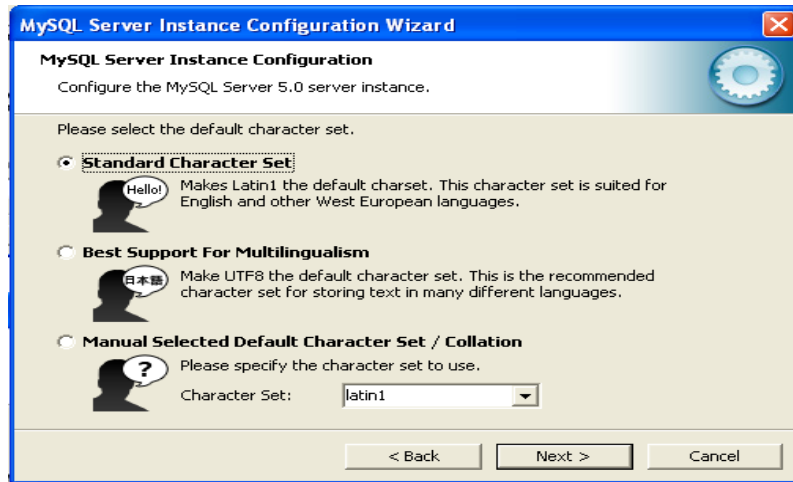 MySQL Server Instance Configuration Wizard
MySQL Server Instance Configuration
Configure the MySQL Server 5.0 server instance.
Please select the default character set.
Standard Character Set
Hello!
Makes Latin1 the default charset. This character set is suited for
English and other West European languages.
Best Support For Multilingualism
日本語
Make UTF8 the default character set. This is the recommended
character set for storing text in many different languages.
Manual Selected Default Character Set / Collation
?
Please specify the character set to use.
Character Set: latin1
< Back Next > Cancel